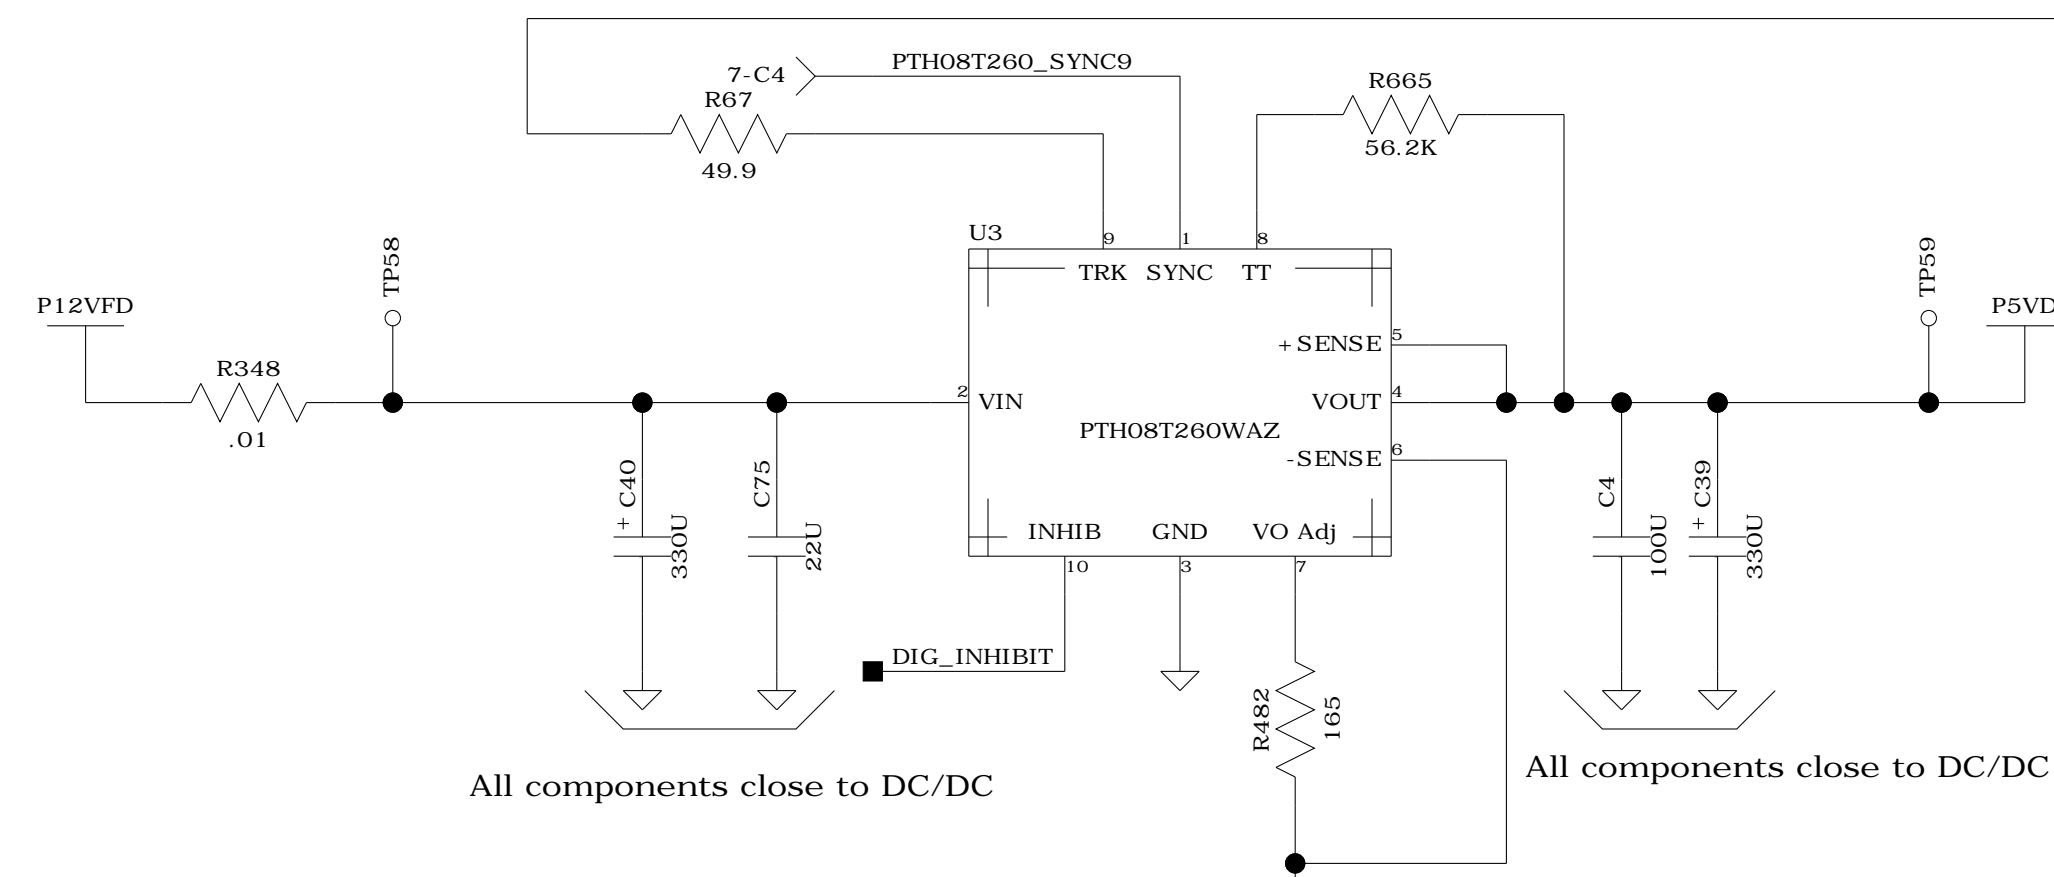 PTH08T260_SYNC9
7-C4
R67
49.9
R665
56.2K
U3
9
1
8
TRK
SYNC
TT
TP58
TP59
P12VFD
P5VD
R348
.01
+SENSE
5
2
VIN
VOUT
4
PTH08T260WAZ
-SENSE
6
+ C40
330U
C75
22U
C4
100U
+ C39
330U
INHIB
GND
VO Adj
10
3
7
DIG_INHIBIT
R482
165
All components close to DC/DC
All components close to DC/DC